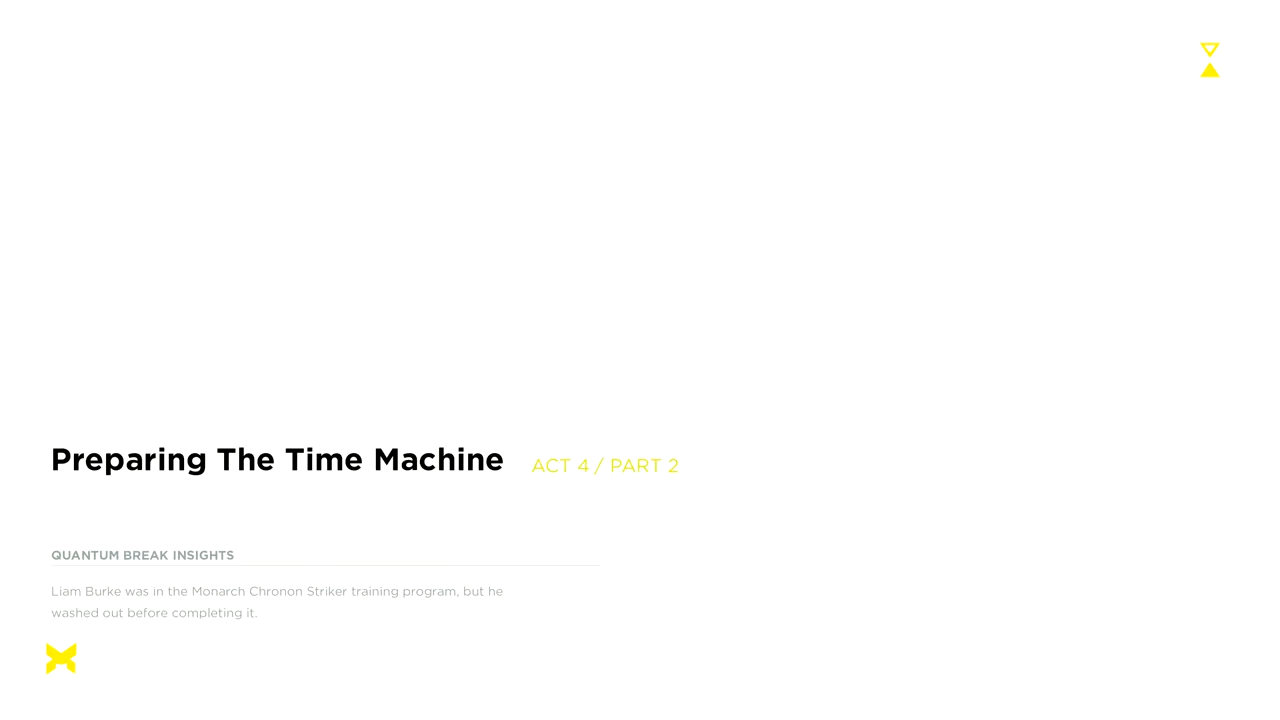 Preparing The Time Machine ACT 4 / PART 2
QUANTUM BREAK INSIGHTS
Liam Burke was in the Monarch Chronon Striker training program, but he
washed out before completing it.